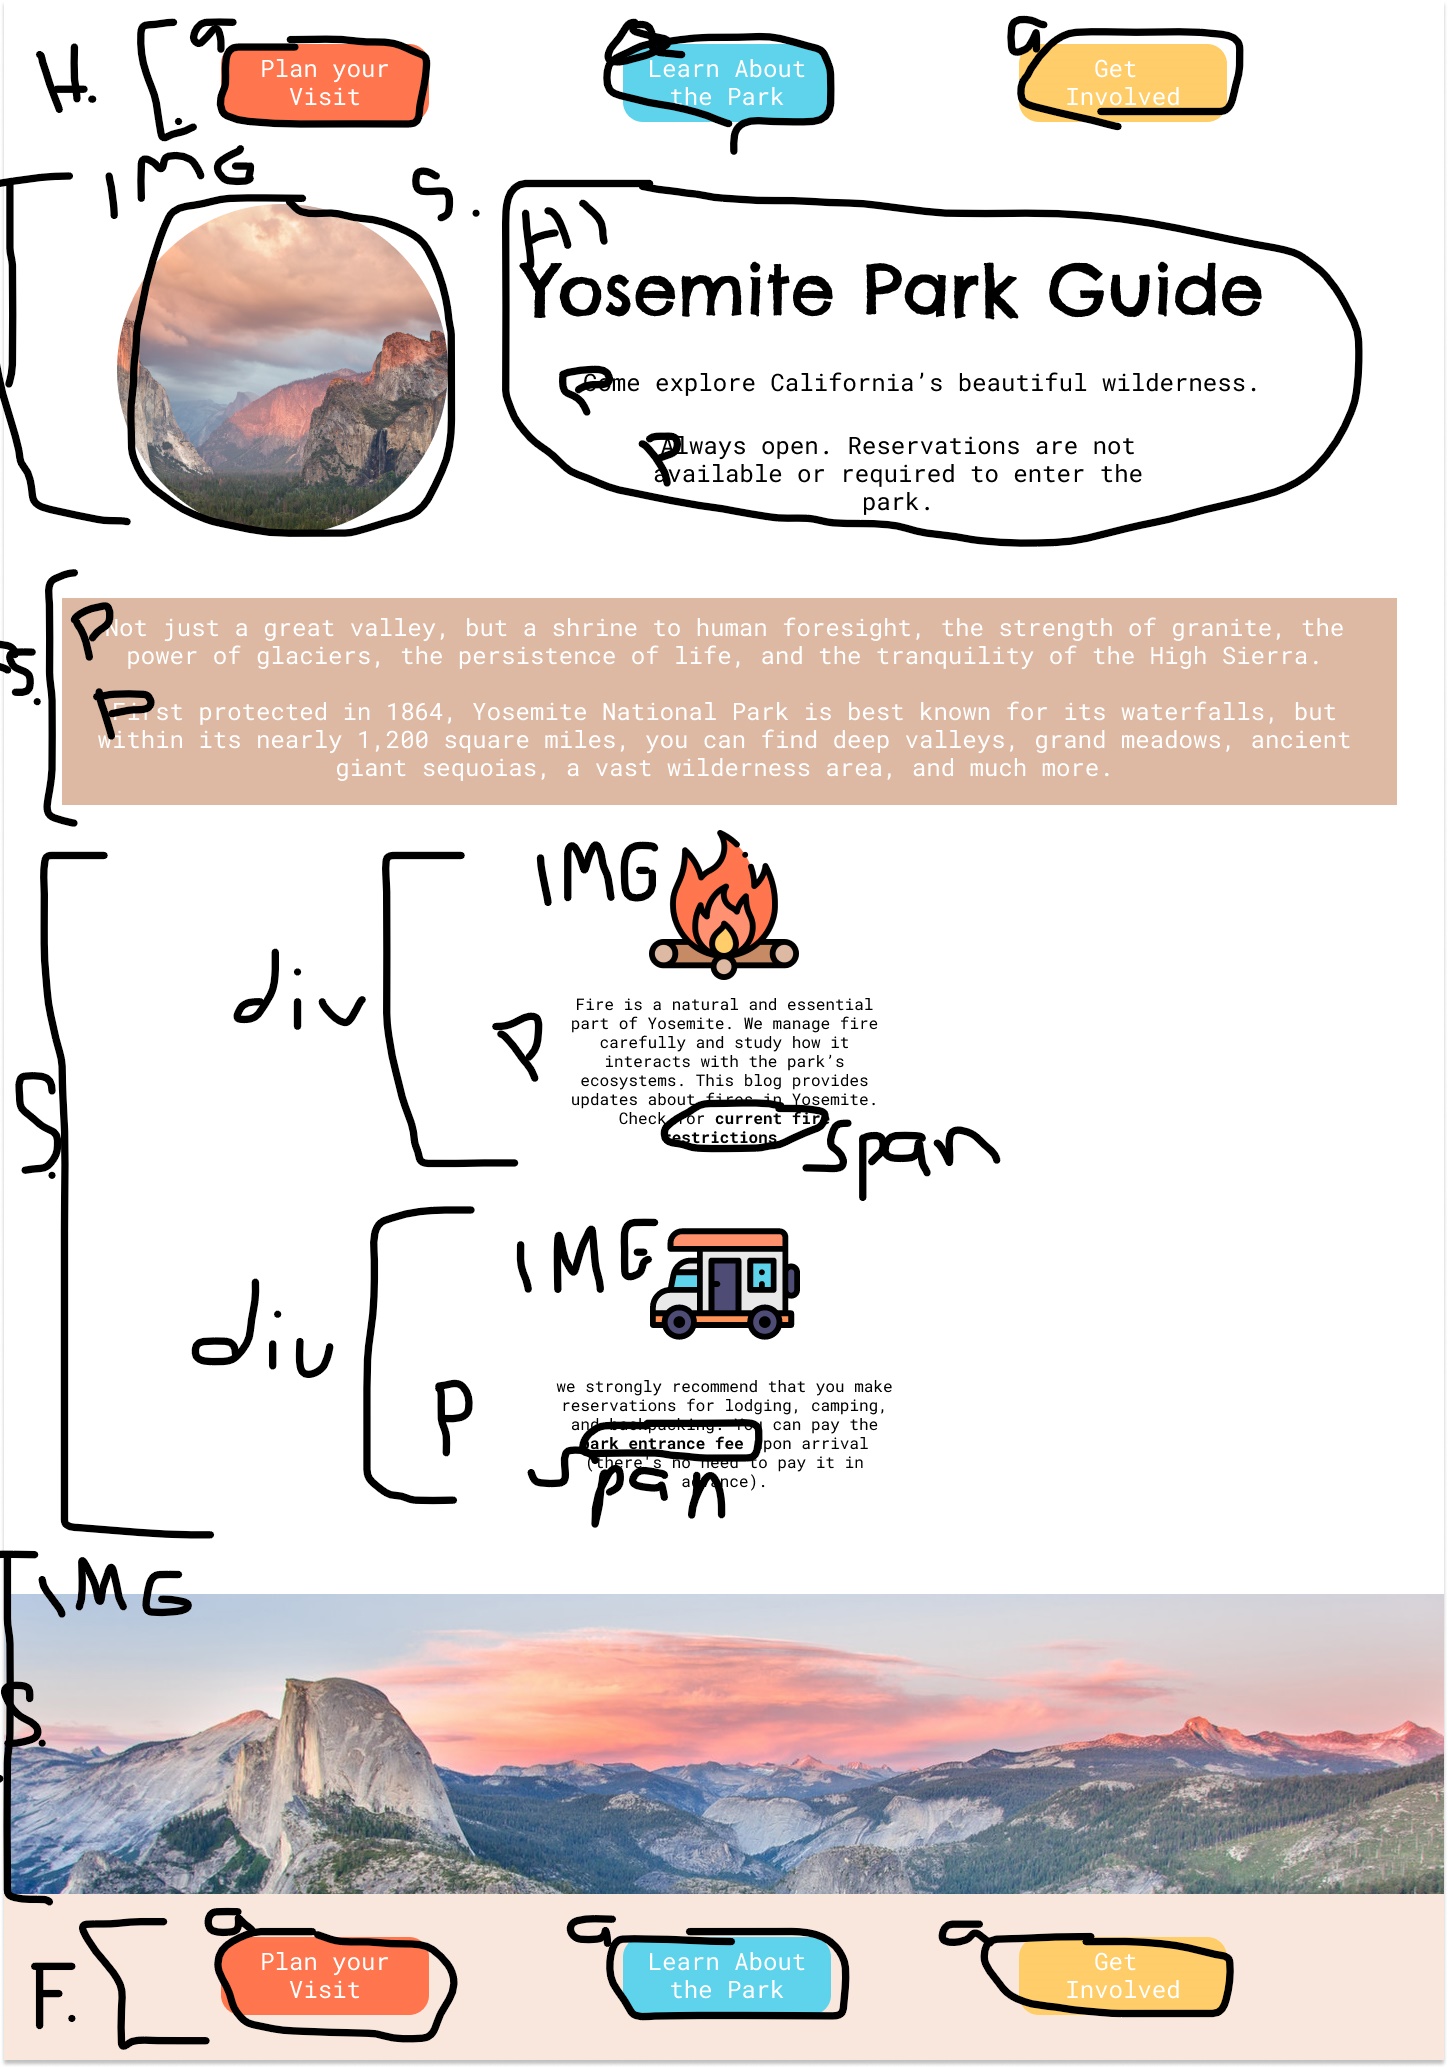 H.
a
Plan your
Visit
Learn About
the Park
a
Get
Involved
IMG
S.
H1
Yosemite Park Guide
P
Come explore California's beautiful wilderness.
P
Always open. Reservations are not
available or required to enter the
park.
S.
P
Not just a great valley, but a shrine to human foresight, the strength of granite, the
power of glaciers, the persistence of life, and the tranquility of the High Sierra.
P
First protected in 1864, Yosemite National Park is best known for its waterfalls, but
within its nearly 1,200 square miles, you can find deep valleys, grand meadows, ancient
giant sequoias, a vast wilderness area, and much more.
S.
div
IMG
P
Fire is a natural and essential
part of Yosemite. We manage fire
carefully and study how it
interacts with the park's
ecosystems. This blog provides
updates about fires in Yosemite.
Check for current fire
restrictions
span
div
IMG
P
we strongly recommend that you make
reservations for lodging, camping,
and backpacking. You can pay the
park entrance fee upon arrival
(there's no need to pay it in
advance).
span
IMG
S.
F.
a
Plan your
Visit
a
Learn About
the Park
a
Get
Involved